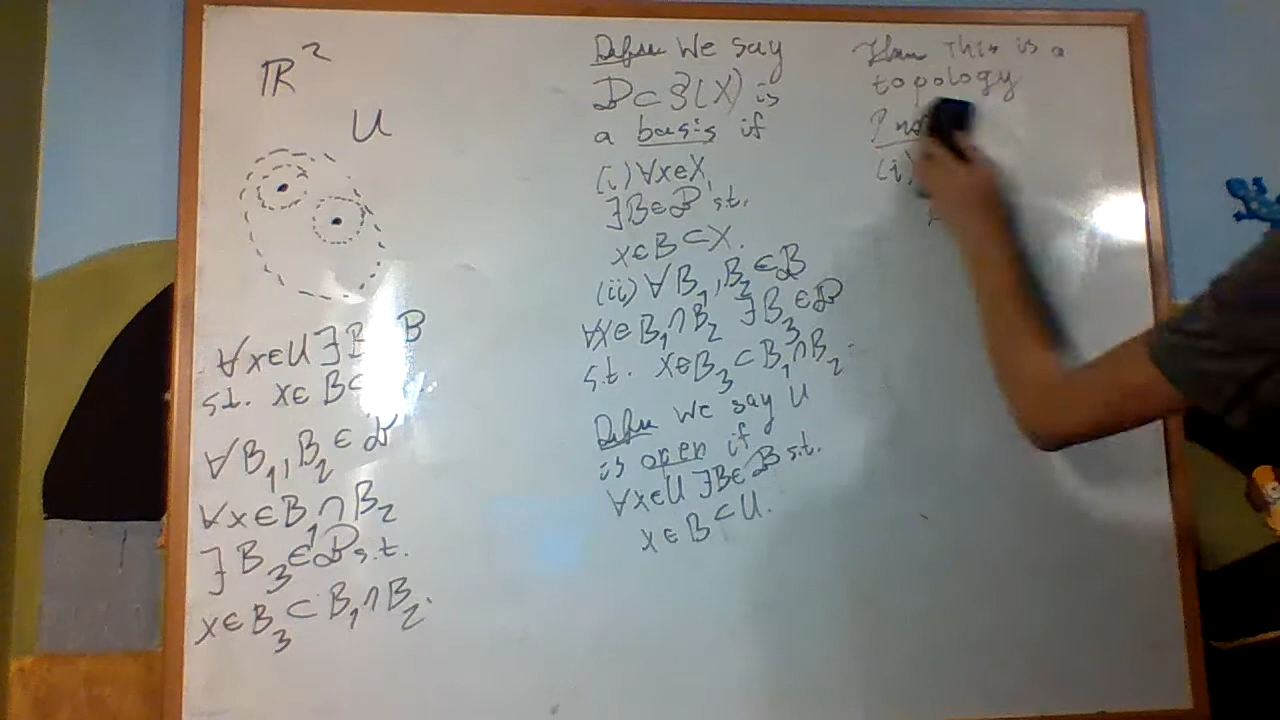 ℝ²
U
∀x∈U ∃B B
s.t. x∈B⊂
∀B₁,B₂∈ℬ
∀x∈B₁∩B₂
∃B₃∈ℬ s.t.
x∈B₃⊂B₁∩B₂.
Defn We say
ℬ⊂𝒫(X) is
a basis if
(i) ∀x∈X,
∃B∈ℬ s.t.
x∈B⊂X.
(ii) ∀B₁,B₂∈ℬ
∀x∈B₁∩B₂ ∃B₃∈ℬ
s.t. x∈B₃⊂B₁∩B₂.
Defn We say U
is open if
∀x∈U ∃B∈ℬ s.t.
x∈B⊂U.
This is a
topology
(i)